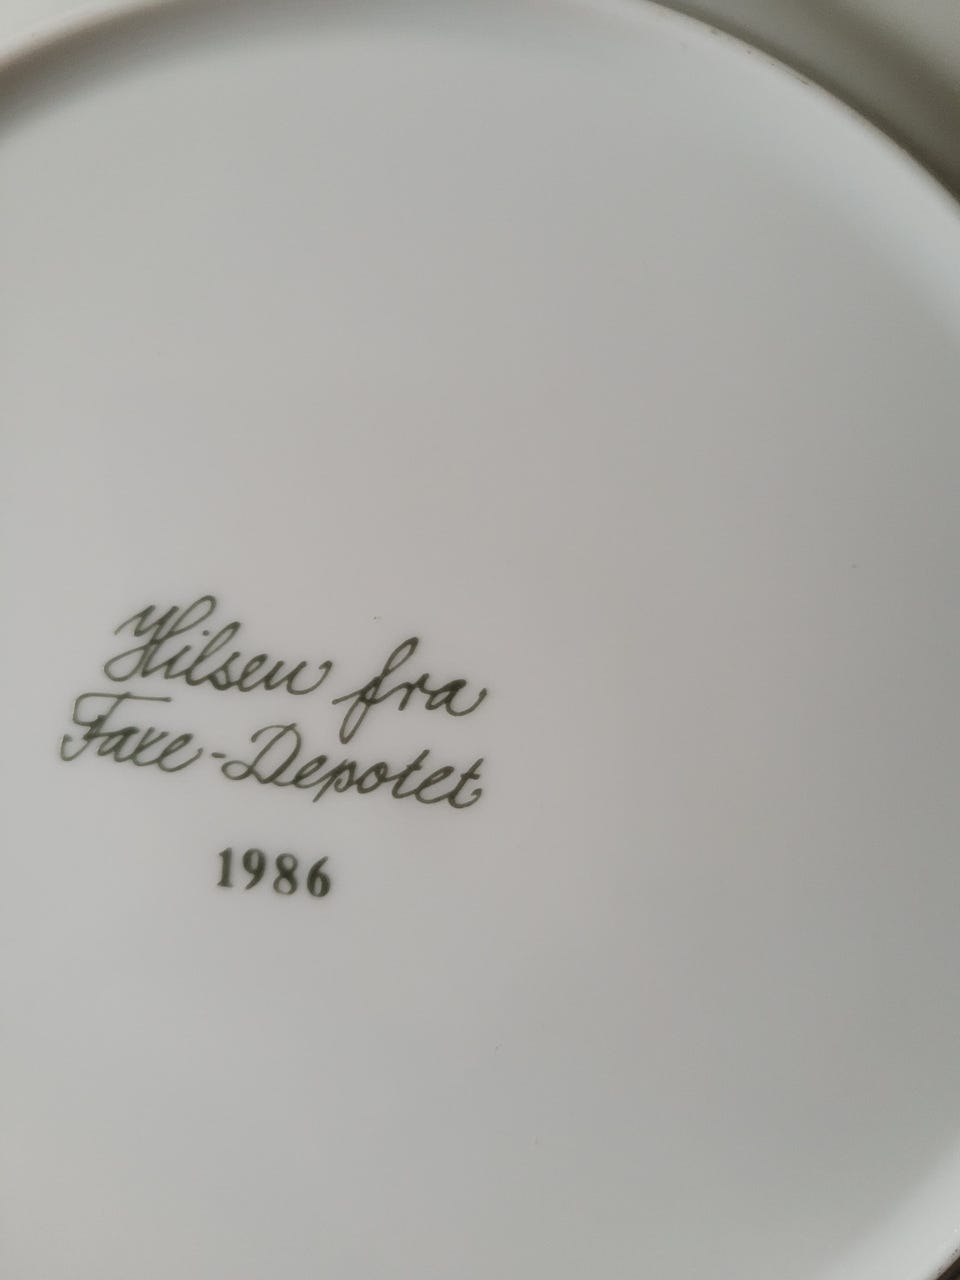 Hilsen fra
Faxe-Depotet
1986